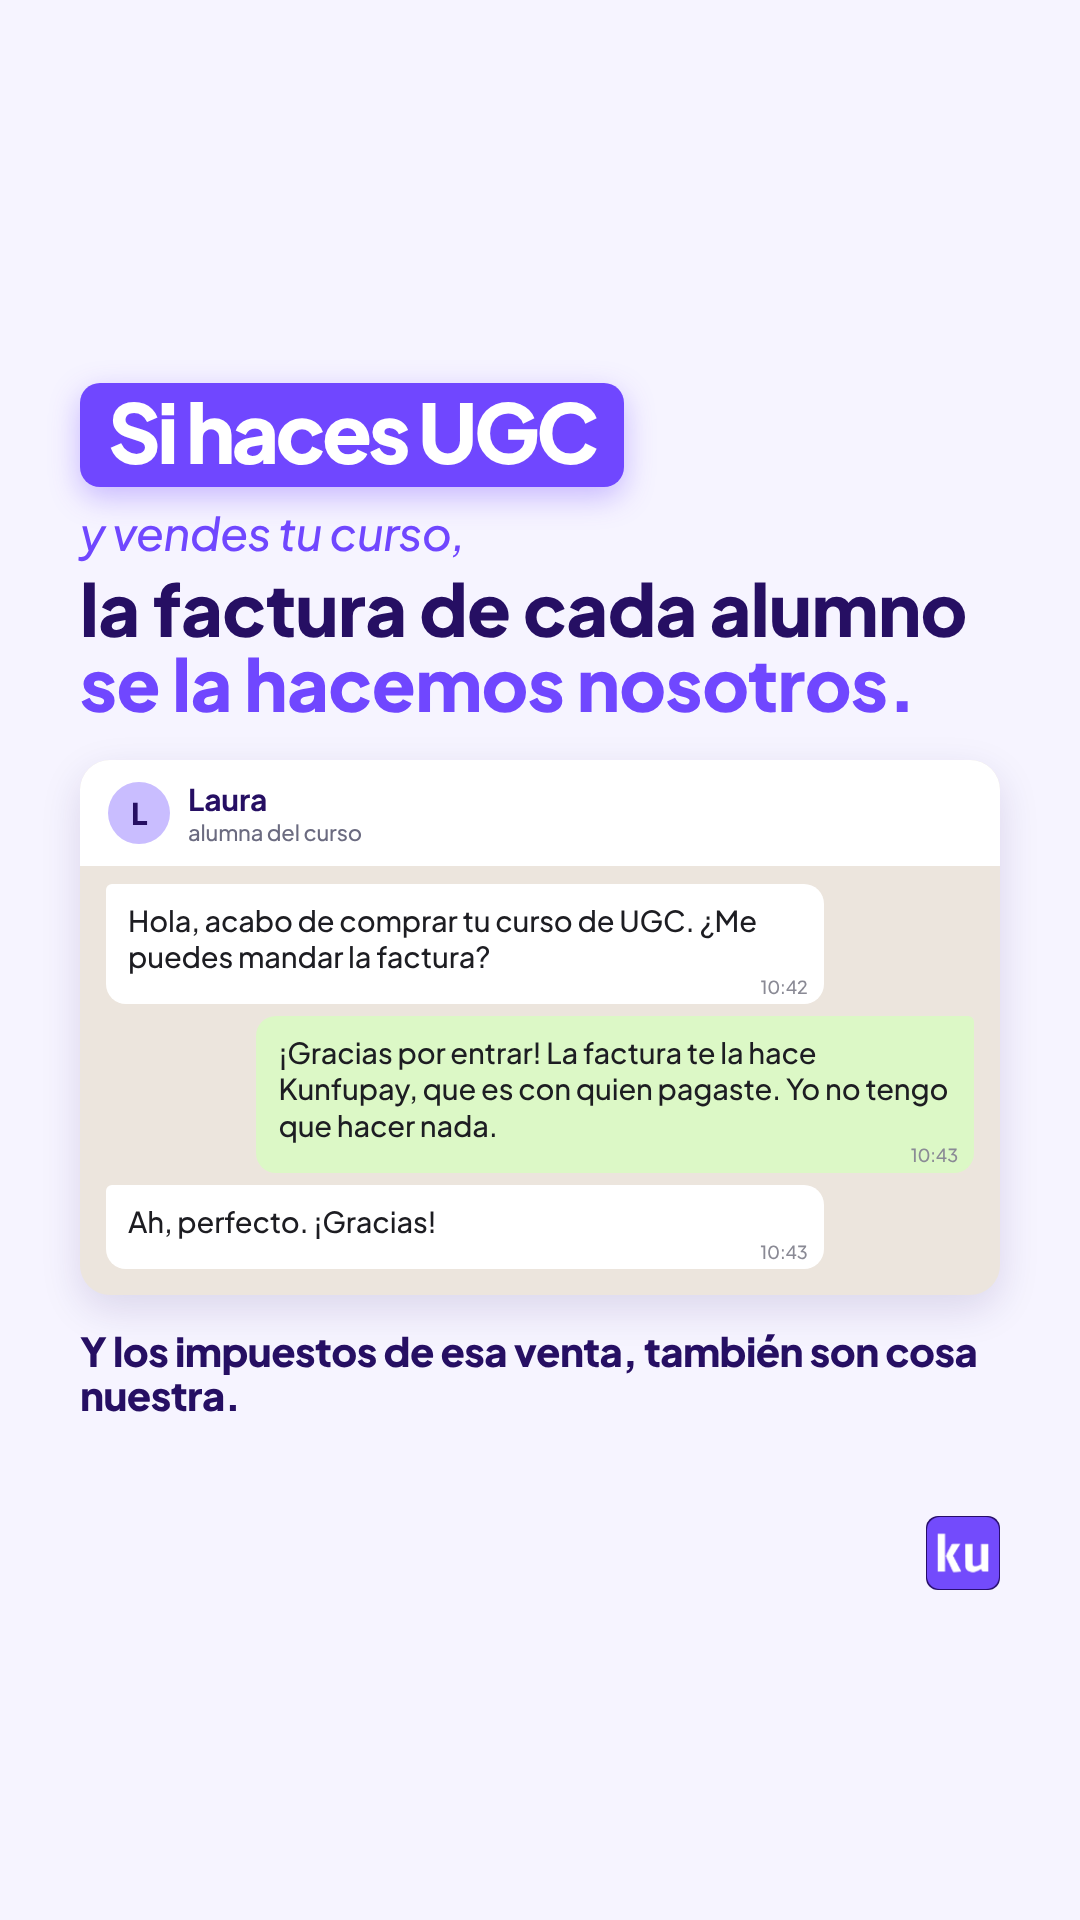 Si haces UGC
y vendes tu curso,
la factura de cada alumno
se la hacemos nosotros.
L
Laura
alumna del curso
Hola, acabo de comprar tu curso de UGC. ¿Me
puedes mandar la factura?
10:42
¡Gracias por entrar! La factura te la hace
Kunfupay, que es con quien pagaste. Yo no tengo
que hacer nada.
10:43
Ah, perfecto. ¡Gracias!
10:43
Y los impuestos de esa venta, también son cosa
nuestra.
ku